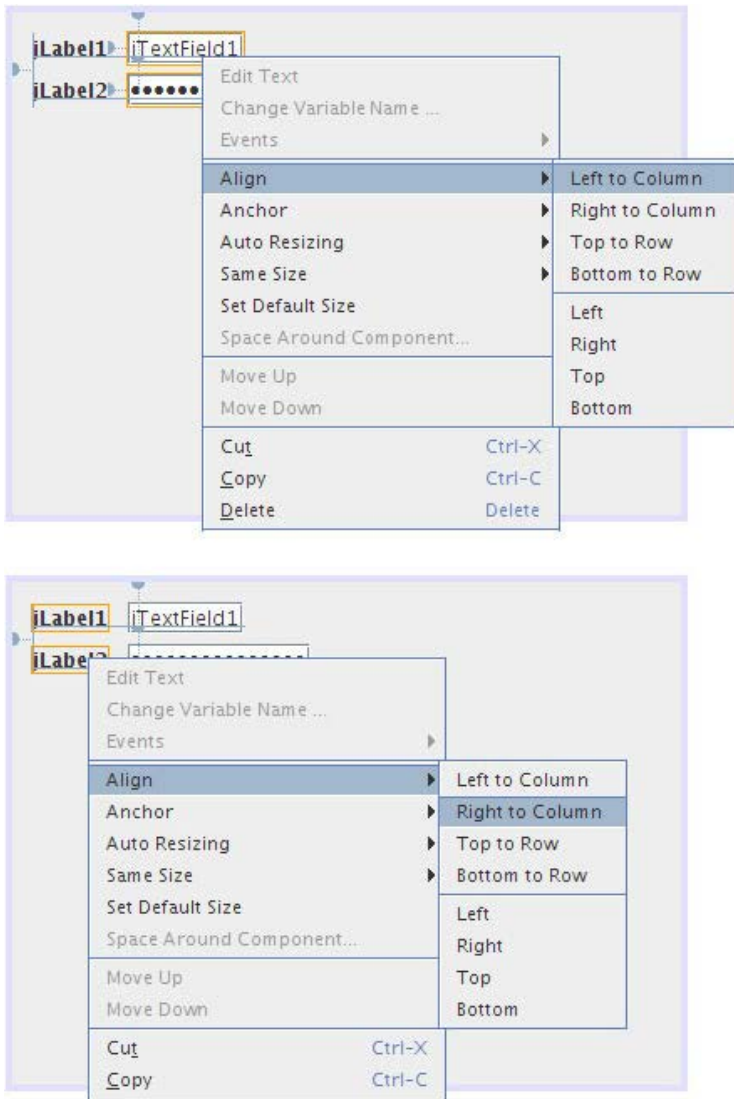 jLabel1 jTextField1
jLabel2
Edit Text
Change Variable Name ...
Events
Align
Anchor
Auto Resizing
Same Size
Set Default Size
Space Around Component...
Move Up
Move Down
Cut Ctrl-X
Copy Ctrl-C
Delete Delete
Left to Column
Right to Column
Top to Row
Bottom to Row
Left
Right
Top
Bottom
jLabel1 jTextField1
jLabel2
Edit Text
Change Variable Name ...
Events
Align
Anchor
Auto Resizing
Same Size
Set Default Size
Space Around Component...
Move Up
Move Down
Cut Ctrl-X
Copy Ctrl-C
Left to Column
Right to Column
Top to Row
Bottom to Row
Left
Right
Top
Bottom